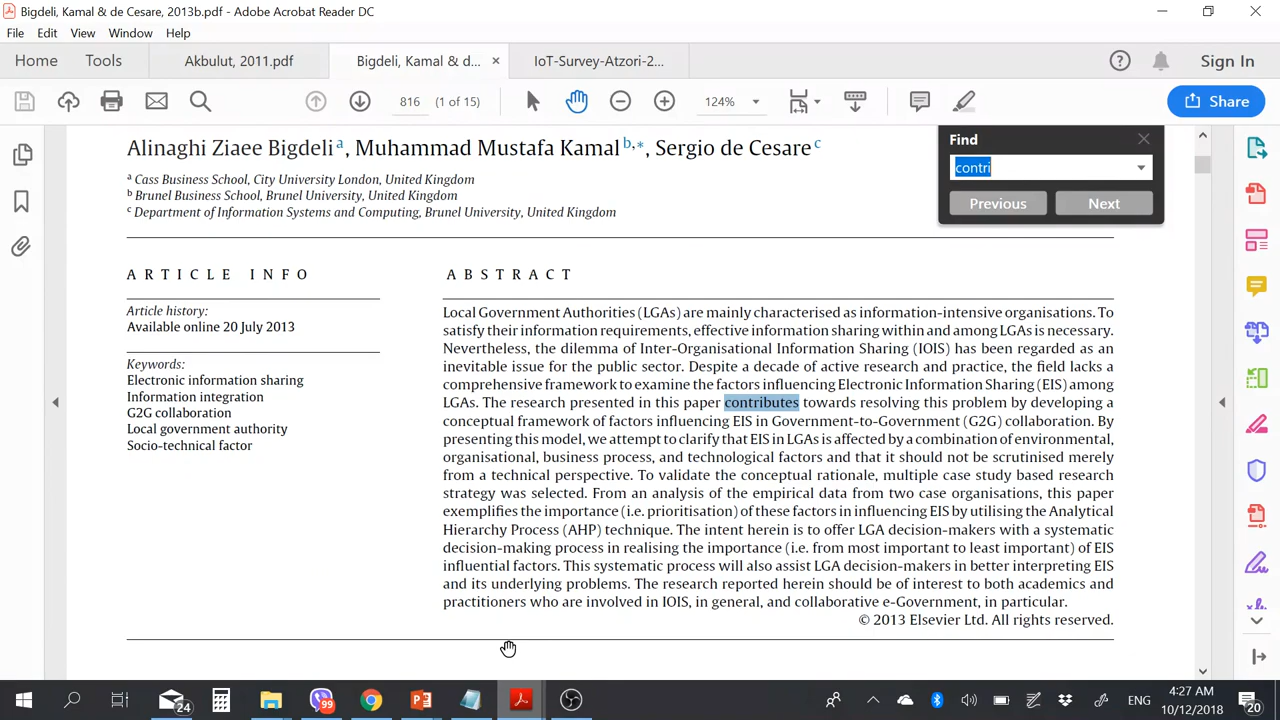 Bigdeli, Kamal & de Cesare, 2013b.pdf - Adobe Acrobat Reader DC
File Edit View Window Help
Home Tools Akbulut, 2011.pdf Bigdeli, Kamal & d... × IoT-Survey-Atzori-2... Sign In
816 (1 of 15) 124% Share
Alinaghi Ziaee Bigdeli a, Muhammad Mustafa Kamal b,*, Sergio de Cesare c
a Cass Business School, City University London, United Kingdom
b Brunel Business School, Brunel University, United Kingdom
c Department of Information Systems and Computing, Brunel University, United Kingdom
Find
contri
Previous Next
ARTICLE INFO
Article history:
Available online 20 July 2013
Keywords:
Electronic information sharing
Information integration
G2G collaboration
Local government authority
Socio-technical factor
ABSTRACT
Local Government Authorities (LGAs) are mainly characterised as information-intensive organisations. To
satisfy their information requirements, effective information sharing within and among LGAs is necessary.
Nevertheless, the dilemma of Inter-Organisational Information Sharing (IOIS) has been regarded as an
inevitable issue for the public sector. Despite a decade of active research and practice, the field lacks a
comprehensive framework to examine the factors influencing Electronic Information Sharing (EIS) among
LGAs. The research presented in this paper contributes towards resolving this problem by developing a
conceptual framework of factors influencing EIS in Government-to-Government (G2G) collaboration. By
presenting this model, we attempt to clarify that EIS in LGAs is affected by a combination of environmental,
organisational, business process, and technological factors and that it should not be scrutinised merely
from a technical perspective. To validate the conceptual rationale, multiple case study based research
strategy was selected. From an analysis of the empirical data from two case organisations, this paper
exemplifies the importance (i.e. prioritisation) of these factors in influencing EIS by utilising the Analytical
Hierarchy Process (AHP) technique. The intent herein is to offer LGA decision-makers with a systematic
decision-making process in realising the importance (i.e. from most important to least important) of EIS
influential factors. This systematic process will also assist LGA decision-makers in better interpreting EIS
and its underlying problems. The research reported herein should be of interest to both academics and
practitioners who are involved in IOIS, in general, and collaborative e-Government, in particular.
© 2013 Elsevier Ltd. All rights reserved.
24 99 ENG 4:27 AM 20
10/12/2018